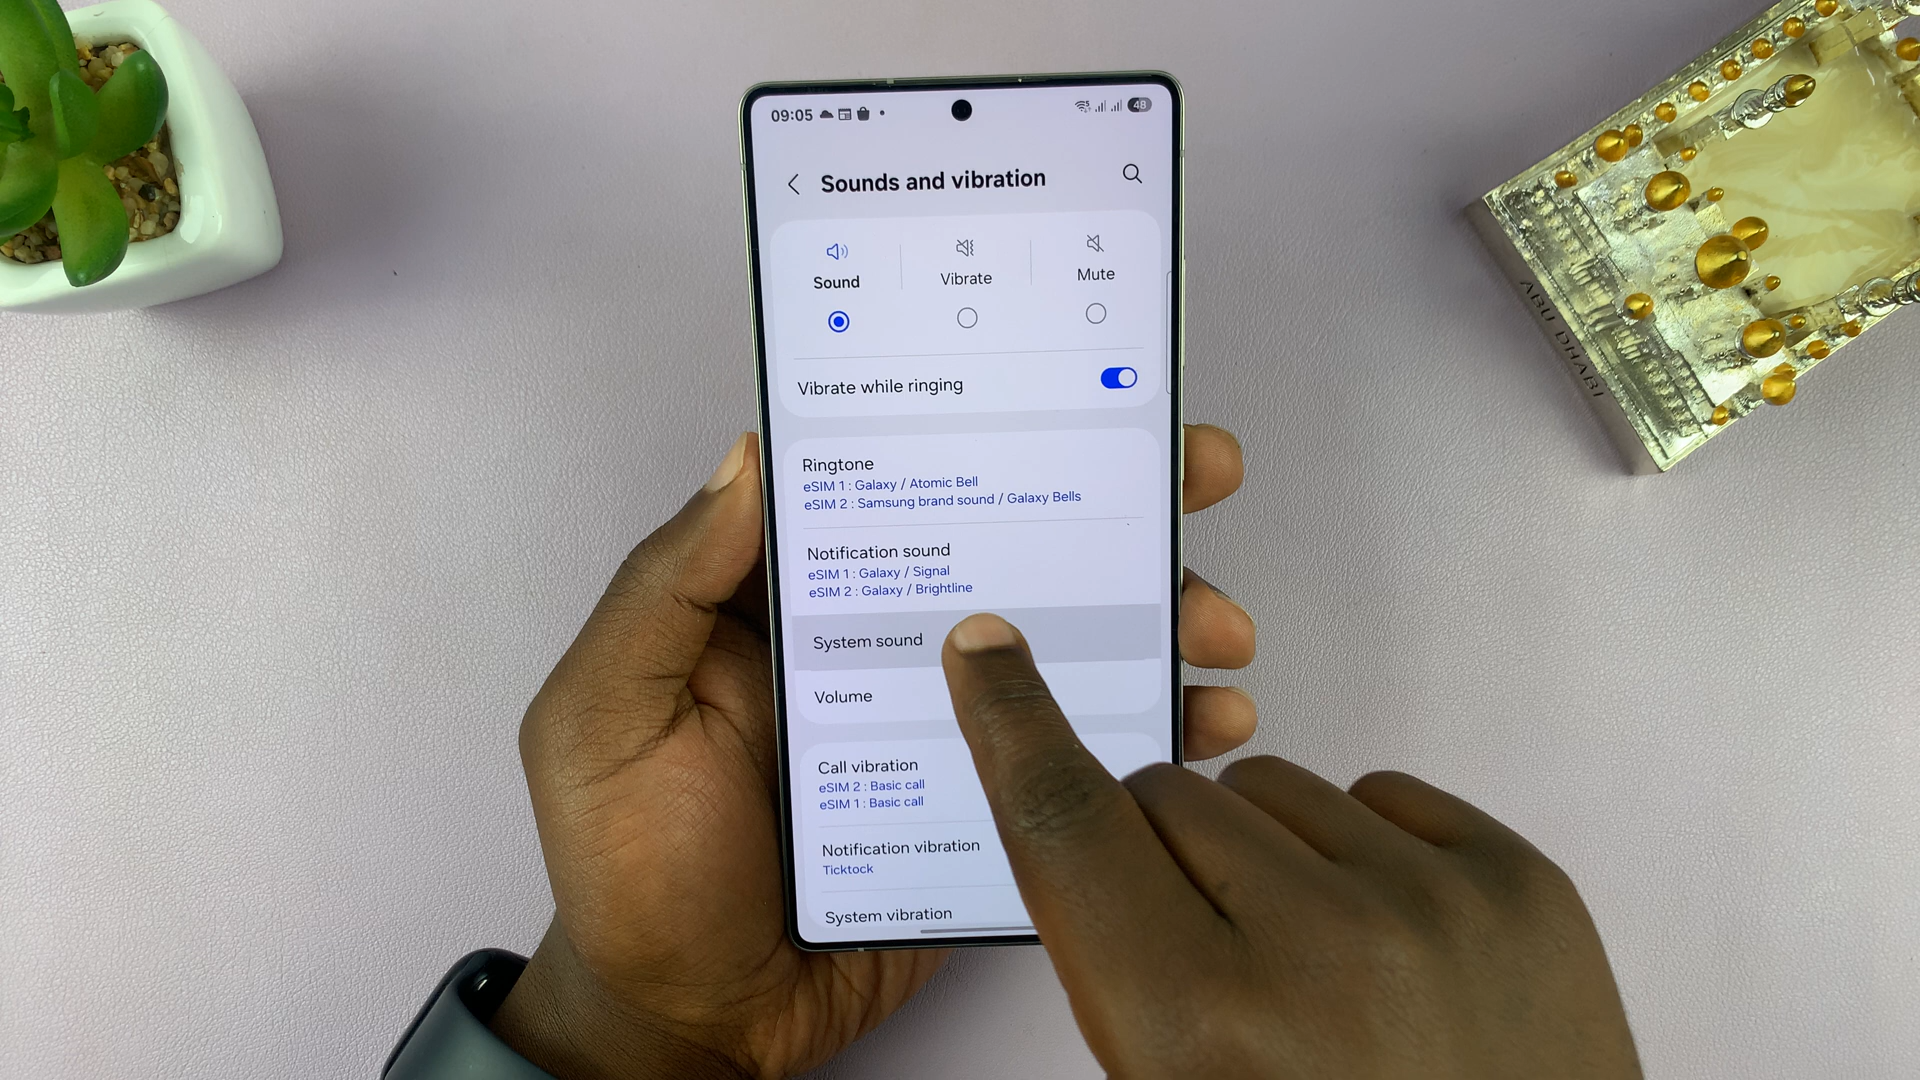 09:05
48
Sounds and vibration
Sound
Vibrate
Mute
Vibrate while ringing
Ringtone
eSIM 1 : Galaxy / Atomic Bell
eSIM 2 : Samsung brand sound / Galaxy Bells
Notification sound
eSIM 1 : Galaxy / Signal
eSIM 2 : Galaxy / Brightline
System sound
Volume
Call vibration
eSIM 2 : Basic call
eSIM 1 : Basic call
Notification vibration
Ticktock
System vibration
ABU DHABI